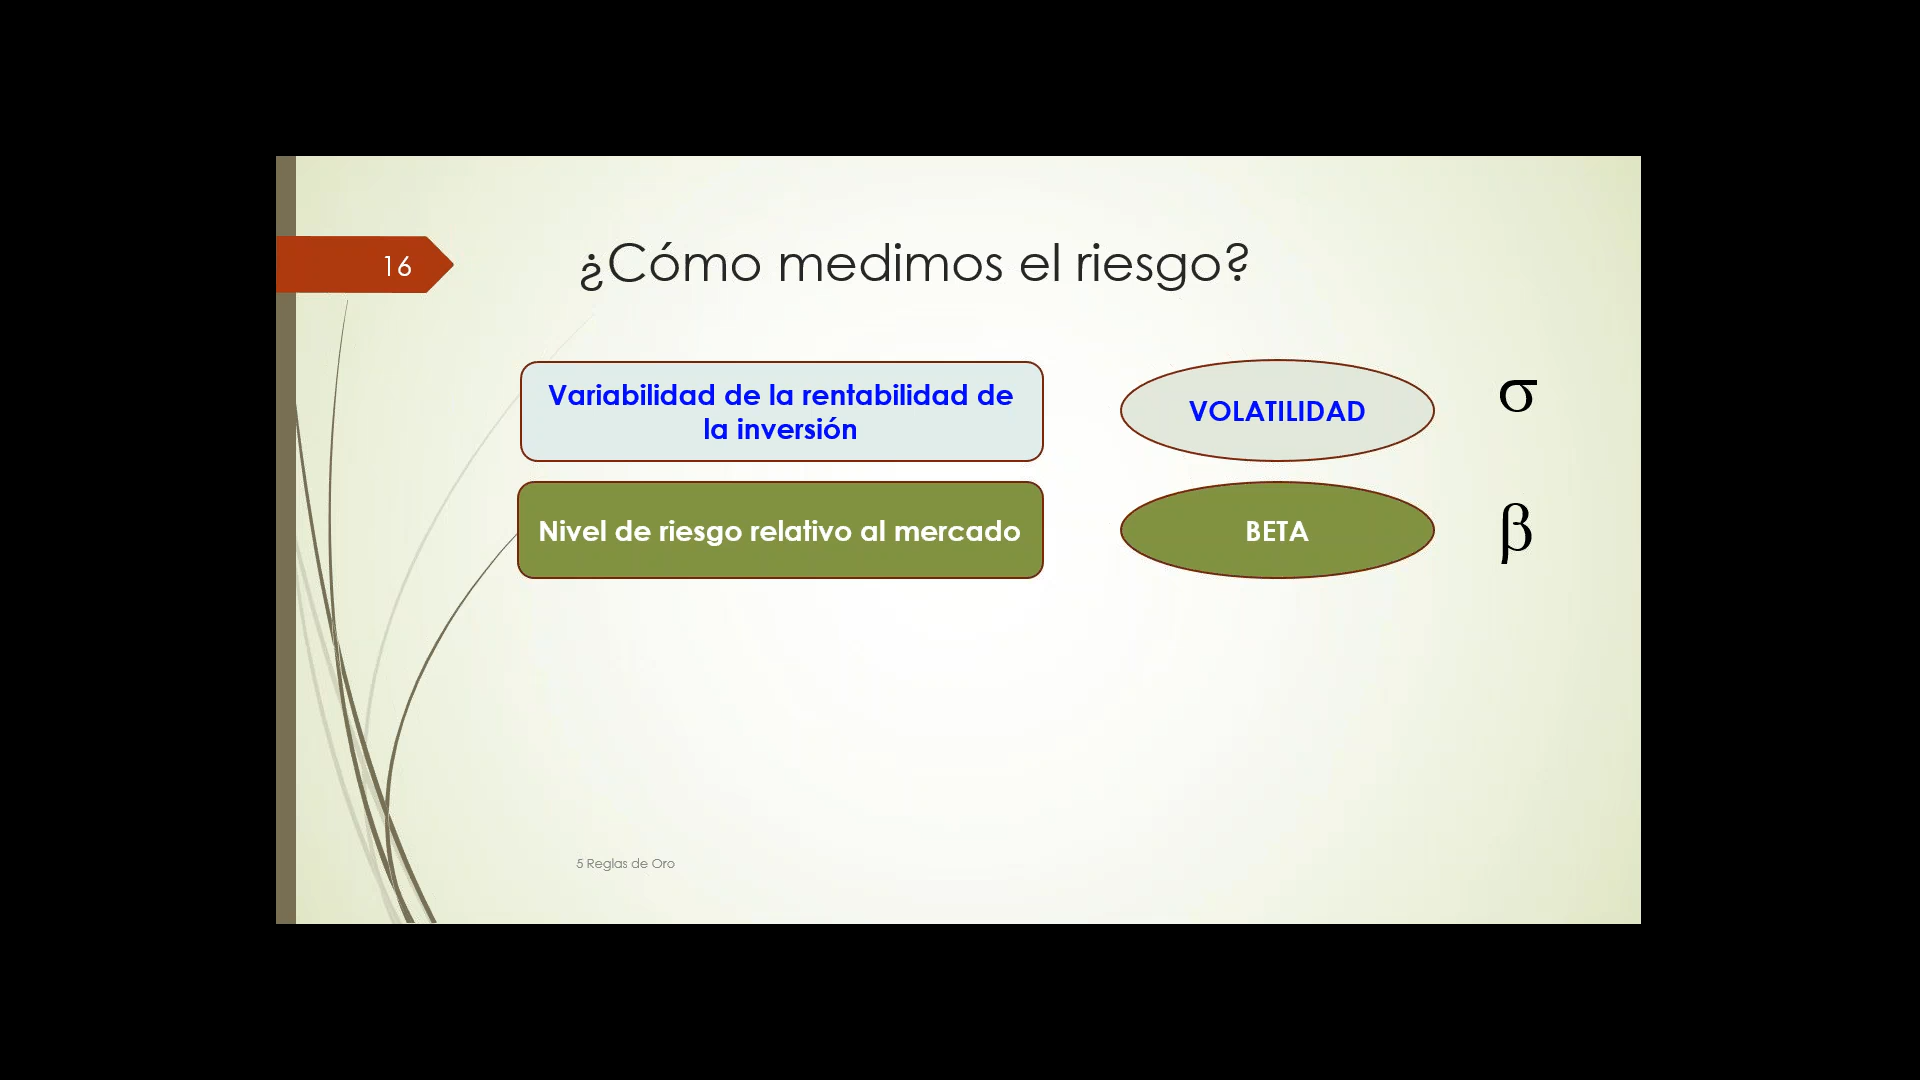 16
¿Cómo medimos el riesgo?
Variabilidad de la rentabilidad de
la inversión
VOLATILIDAD
σ
Nivel de riesgo relativo al mercado
BETA
β
5 Reglas de Oro